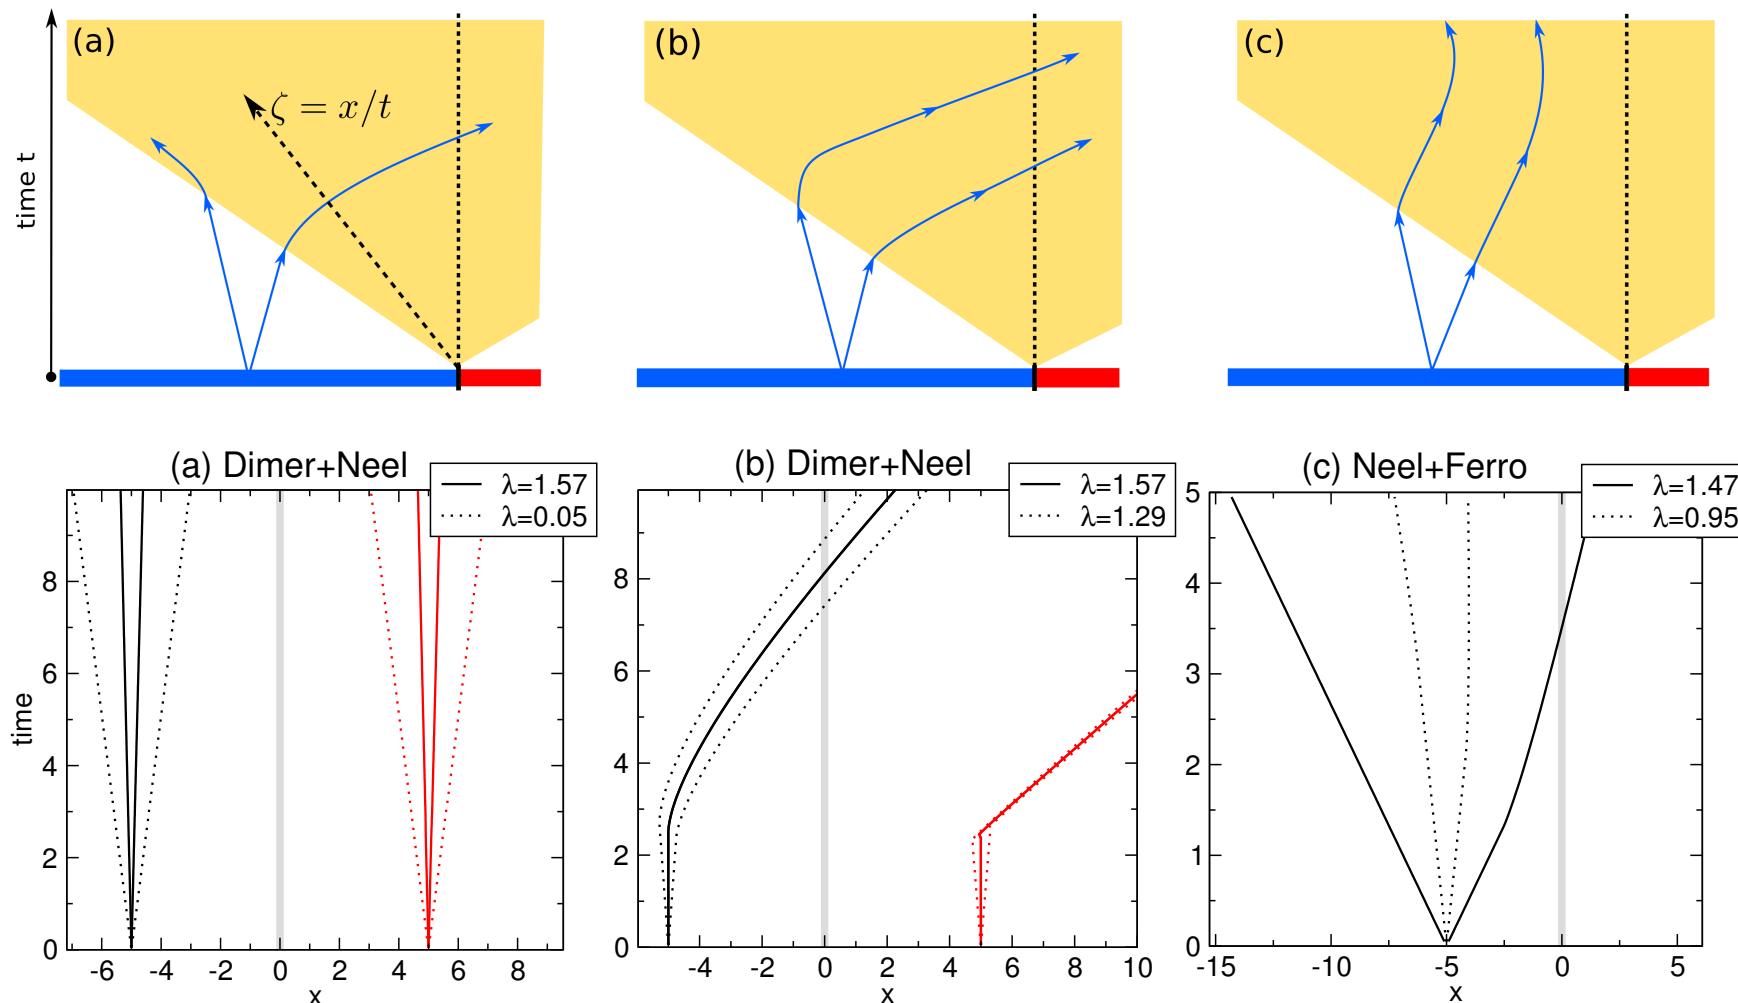 (a)
(b)
(c)
ζ = x/t
time t
(a) Dimer+Neel
λ=1.57
λ=0.05
8
6
4
2
0
time
-6 -4 -2 0 2 4 6 8
x
(b) Dimer+Neel
λ=1.57
λ=1.29
8
6
4
2
0
-6 -4 -2 0 2 4 6 8 10
x
(c) Neel+Ferro
λ=1.47
λ=0.95
5
4
3
2
1
0
-15 -10 -5 0 5
x